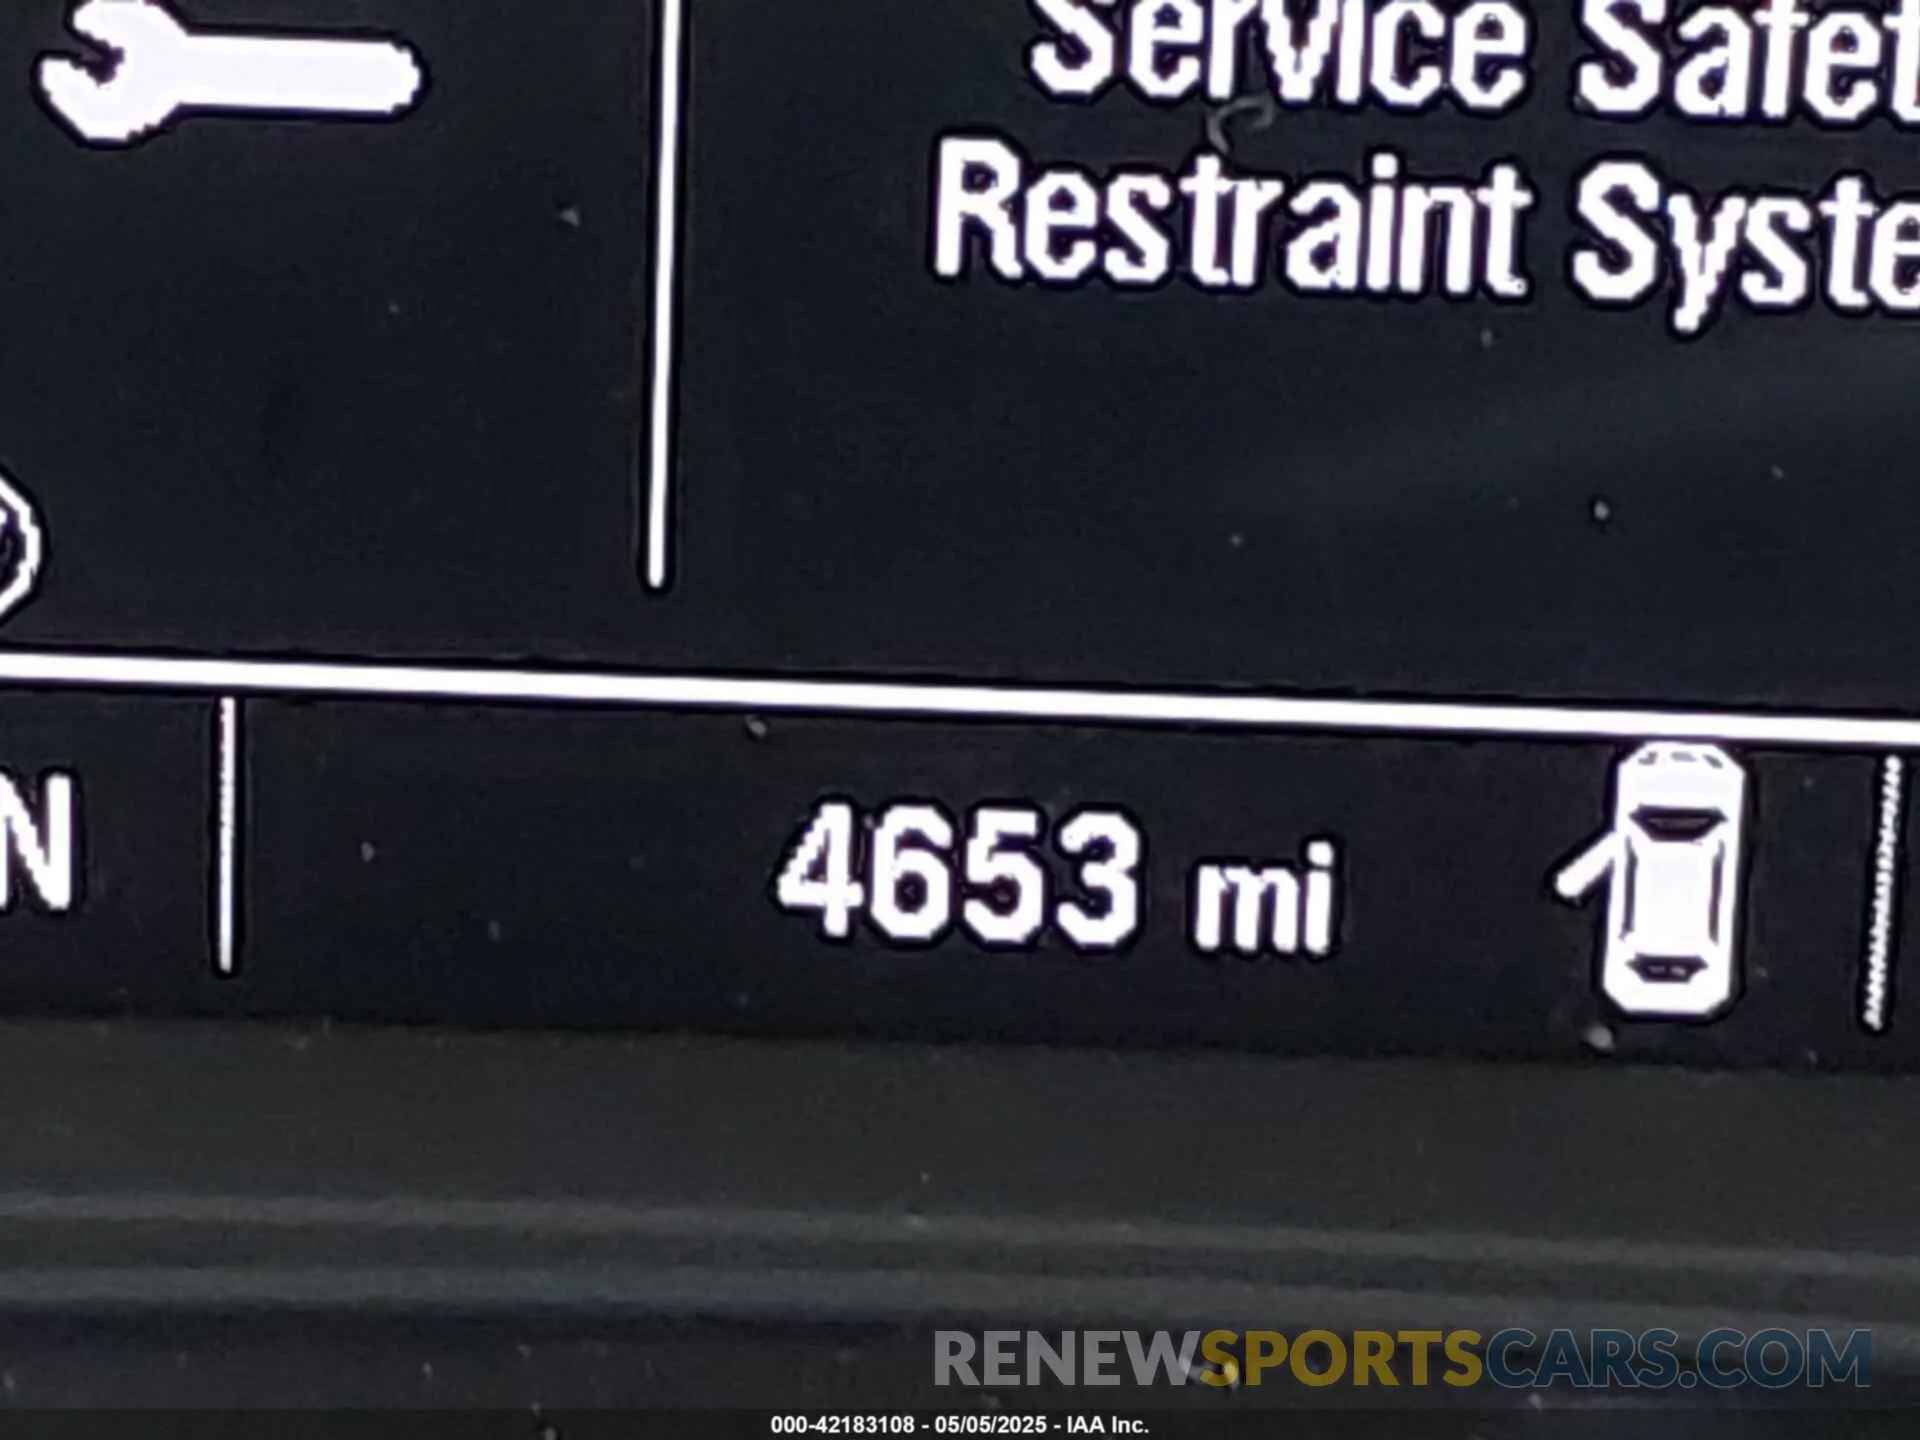 Service Safet
Restraint Syste
N
4653 mi
RENEWSPORTSCARS.COM
000-42183108 - 05/05/2025 - IAA Inc.